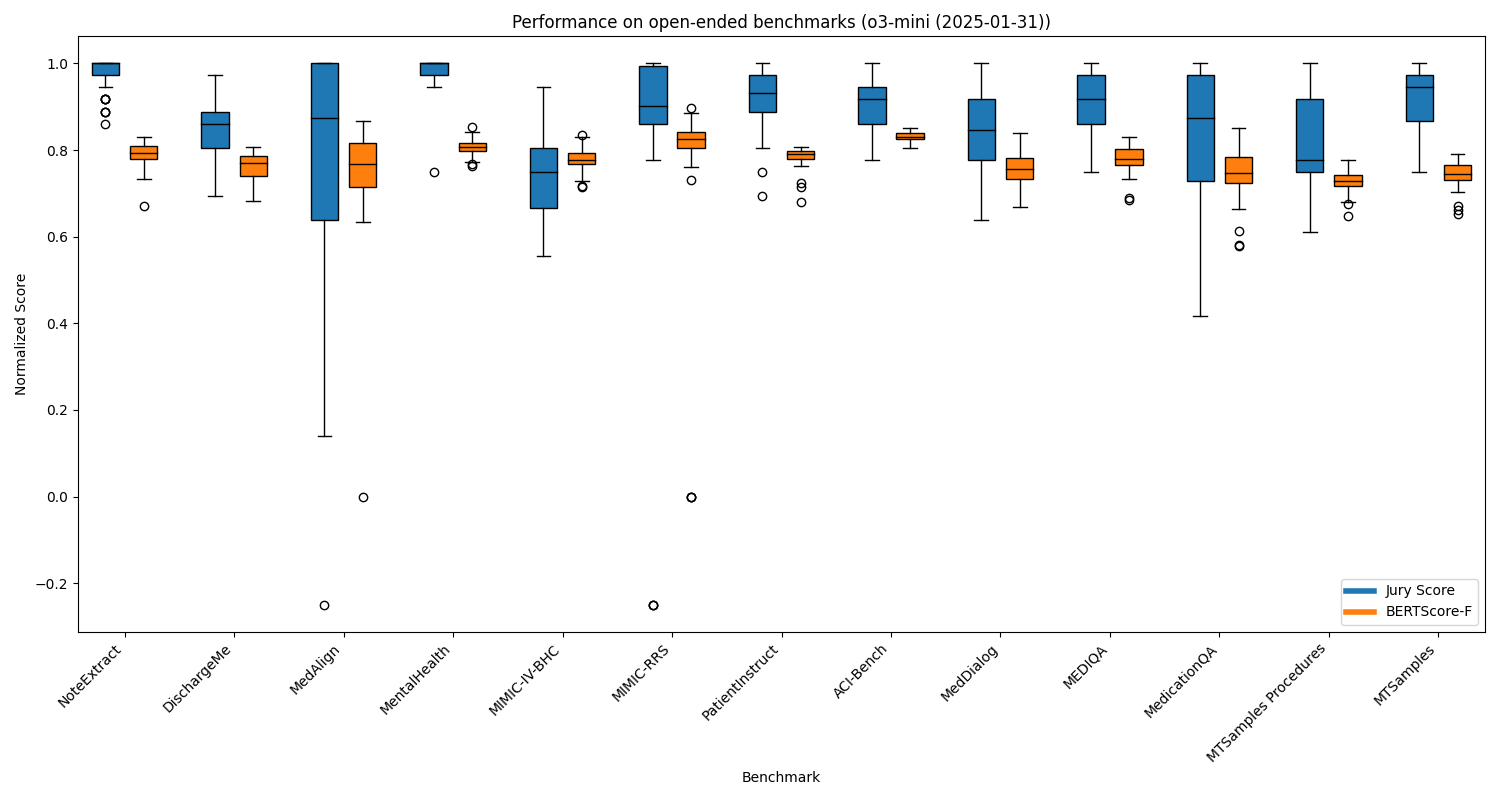 Performance on open-ended benchmarks (o3-mini (2025-01-31))
Normalized Score
1.0
0.8
0.6
0.4
0.2
0.0
−0.2
Jury Score
BERTScore-F
NoteExtract
DischargeMe
MedAlign
MentalHealth
MIMIC-IV-BHC
MIMIC-RRS
PatientInstruct
ACI-Bench
MedDialog
MEDIQA
MedicationQA
MTSamples Procedures
MTSamples
Benchmark